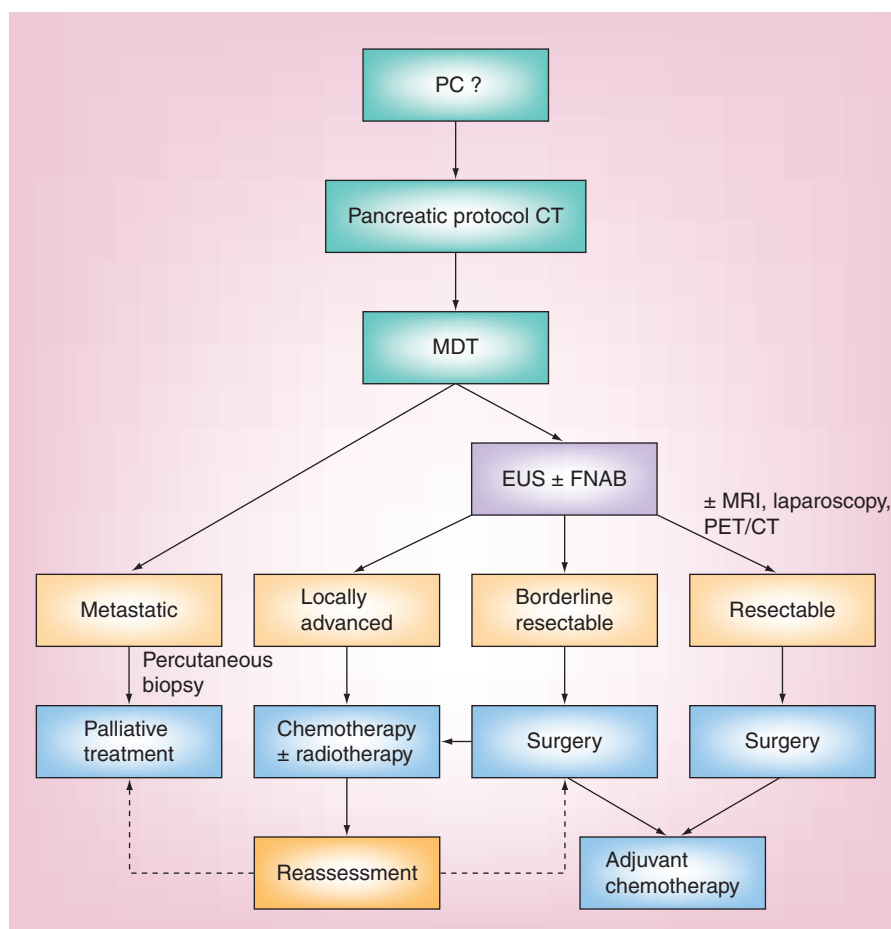 PC ?
Pancreatic protocol CT
MDT
EUS ± FNAB
± MRI, laparoscopy,
PET/CT
Metastatic
Locally
advanced
Borderline
resectable
Resectable
Percutaneous
biopsy
Palliative
treatment
Chemotherapy
± radiotherapy
Surgery
Surgery
Reassessment
Adjuvant
chemotherapy